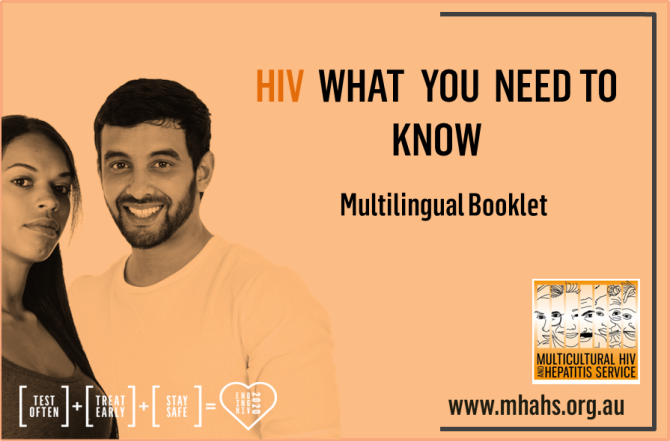 HIV WHAT YOU NEED TO
KNOW
Multilingual Booklet
MULTICULTURAL HIV
AND HEPATITIS SERVICE
[TEST OFTEN]+[TREAT EARLY]+[STAY SAFE]=
2020
www.mhahs.org.au